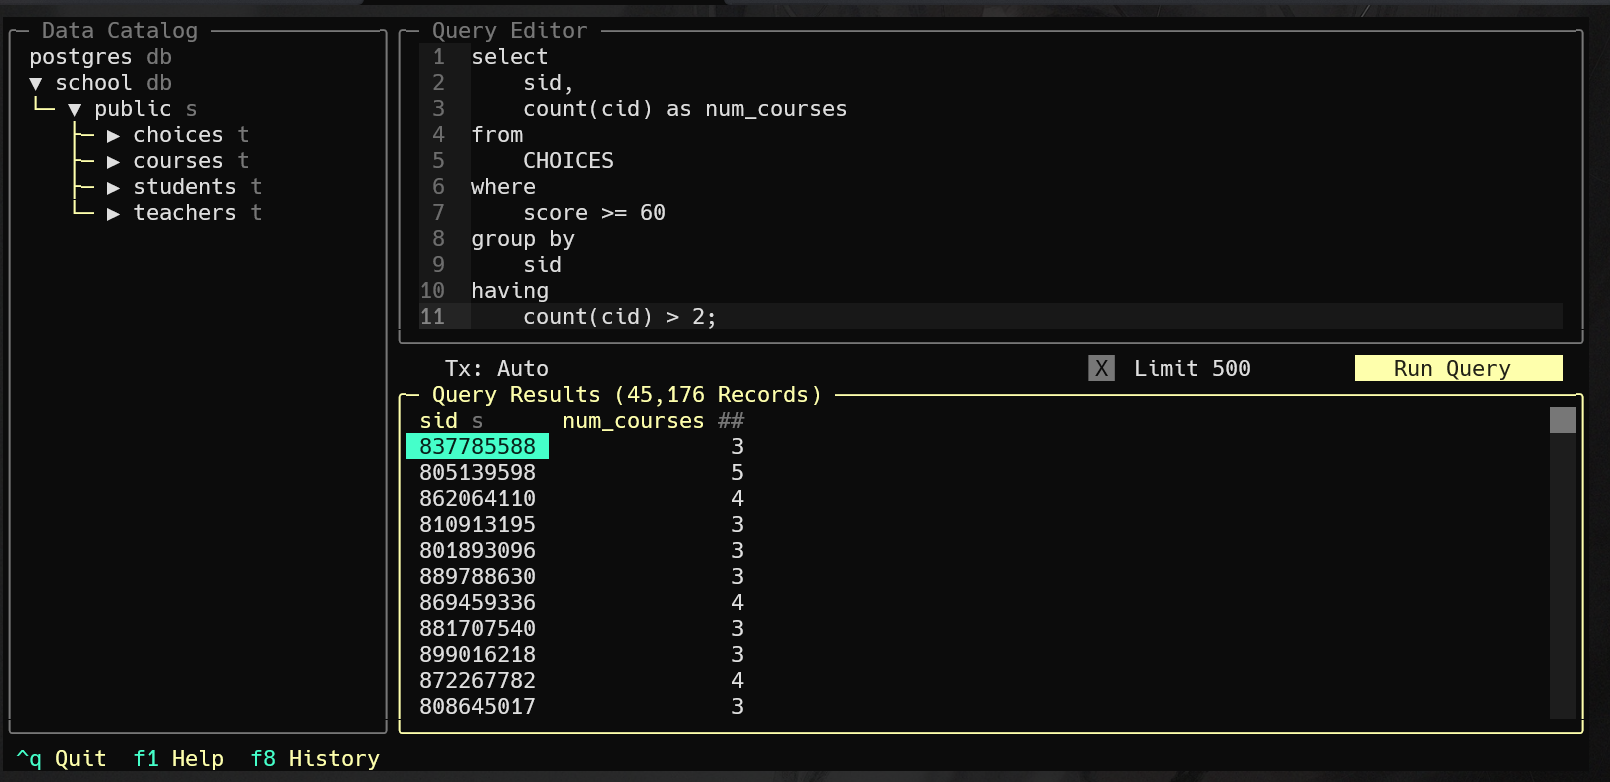 Data Catalog
postgres db
▼ school db
└─ ▼ public s
├─ ▶ choices t
├─ ▶ courses t
├─ ▶ students t
└─ ▶ teachers t
Query Editor
1 select
2     sid,
3     count(cid) as num_courses
4 from
5     CHOICES
6 where
7     score >= 60
8 group by
9     sid
10 having
11     count(cid) > 2;
Tx: Auto X Limit 500 Run Query
Query Results (45,176 Records)
sid s num_courses ##
837785588 3
805139598 5
862064110 4
810913195 3
801893096 3
889788630 3
869459336 4
881707540 3
899016218 3
872267782 4
808645017 3
^q Quit f1 Help f8 History